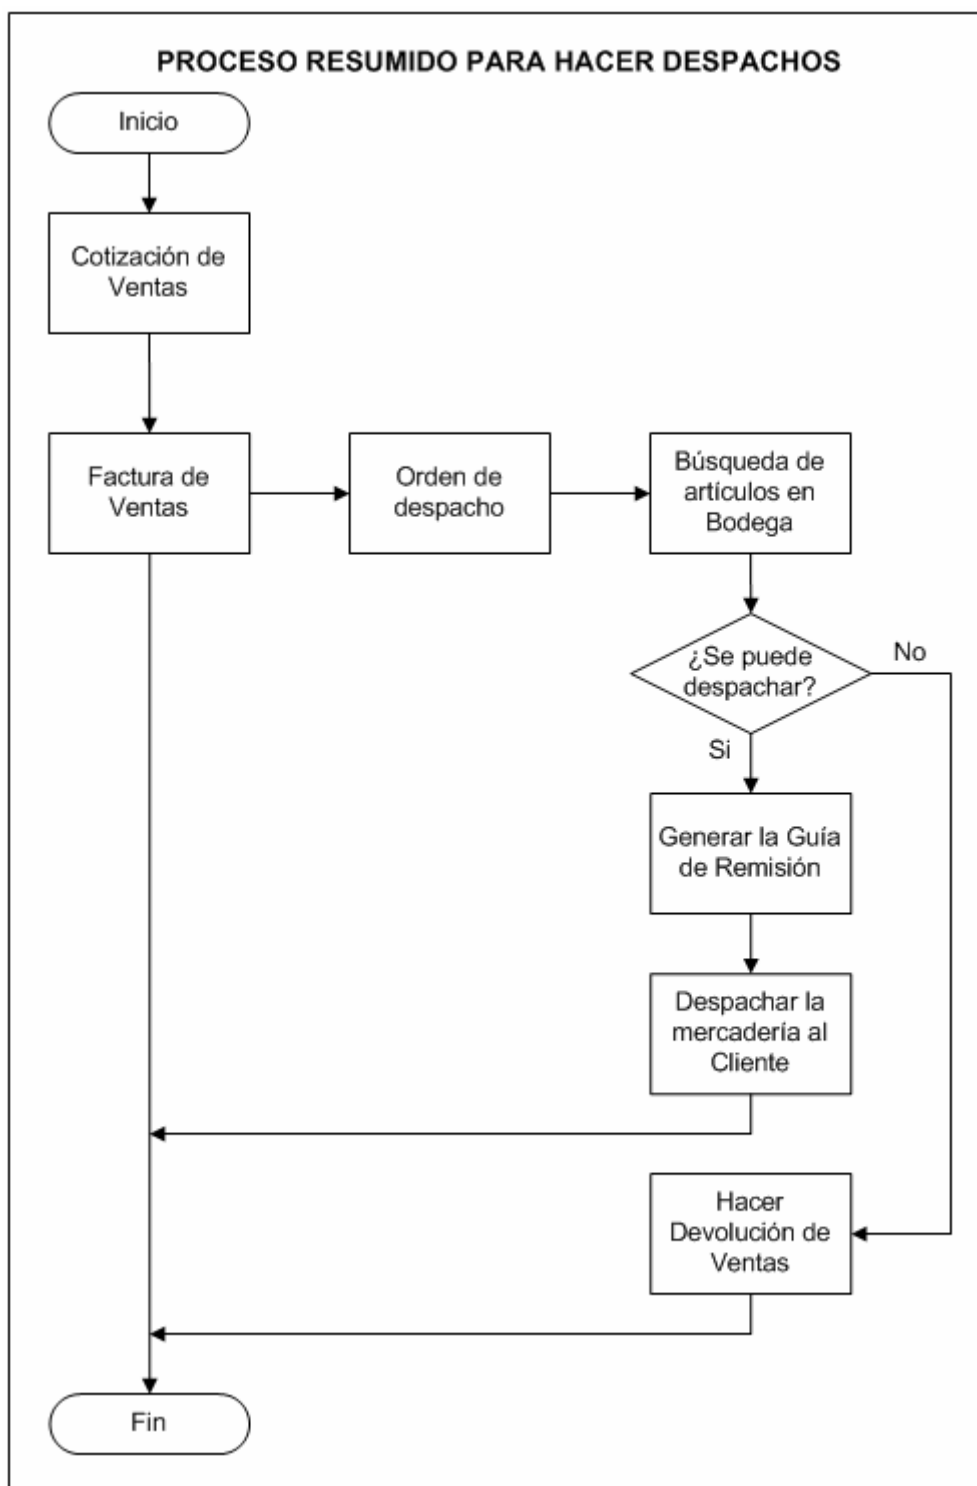 PROCESO RESUMIDO PARA HACER DESPACHOS
Inicio
Cotización de
Ventas
Factura de
Ventas
Orden de
despacho
Búsqueda de
artículos en
Bodega
¿Se puede
despachar?
No
Si
Generar la Guía
de Remisión
Despachar la
mercadería al
Cliente
Hacer
Devolución de
Ventas
Fin